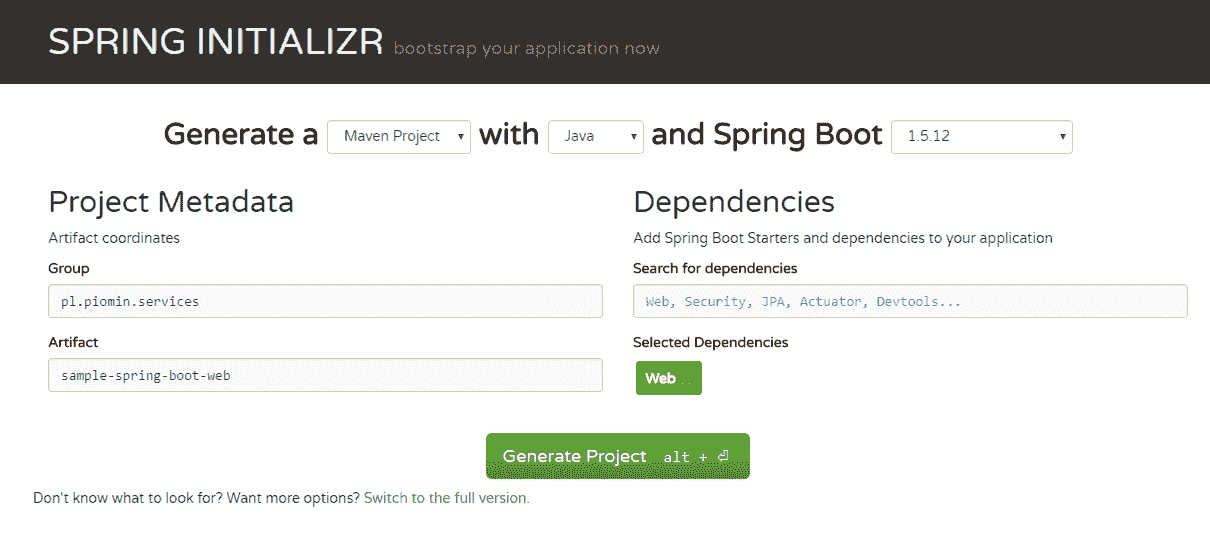 SPRING INITIALIZR bootstrap your application now
Generate a Maven Project with Java and Spring Boot 1.5.12
Project Metadata
Artifact coordinates
Group
pl.piomin.services
Artifact
sample-spring-boot-web
Dependencies
Add Spring Boot Starters and dependencies to your application
Search for dependencies
Web, Security, JPA, Actuator, Devtools...
Selected Dependencies
Web
Generate Project alt + ⏎
Don't know what to look for? Want more options? Switch to the full version.